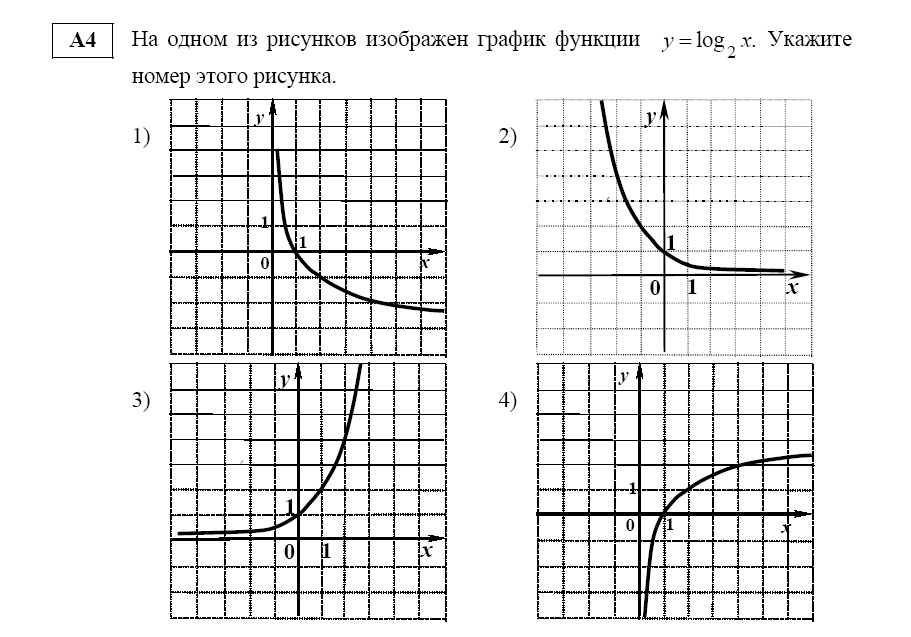 А4 На одном из рисунков изображен график функции y = log₂ x. Укажите
номер этого рисунка.
1) y 1 1 0 x
2) y 1 0 1 x
3) y 1 0 1 x
4) y 1 0 1 x